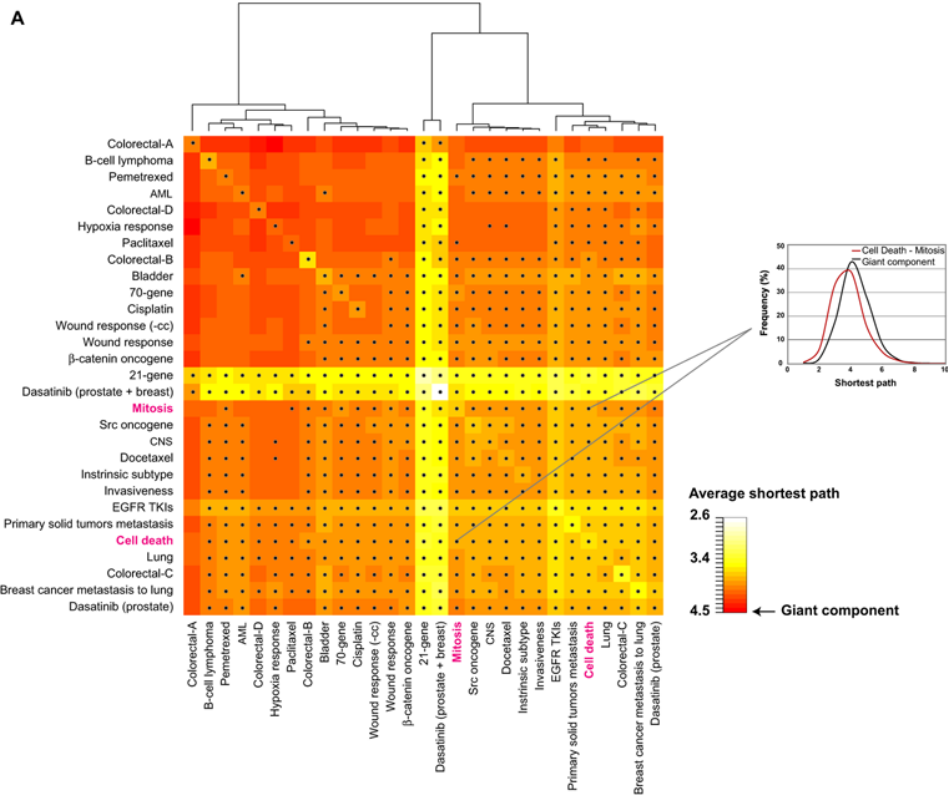 A
Colorectal-A
B-cell lymphoma
Pemetrexed
AML
Colorectal-D
Hypoxia response
Paclitaxel
Colorectal-B
Bladder
70-gene
Cisplatin
Wound response (-cc)
Wound response
β-catenin oncogene
21-gene
Dasatinib (prostate + breast)
Mitosis
Src oncogene
CNS
Docetaxel
Instrinsic subtype
Invasiveness
EGFR TKIs
Primary solid tumors metastasis
Cell death
Lung
Colorectal-C
Breast cancer metastasis to lung
Dasatinib (prostate)
Colorectal-A
B-cell lymphoma
Pemetrexed
AML
Colorectal-D
Hypoxia response
Paclitaxel
Colorectal-B
Bladder
70-gene
Cisplatin
Wound response (-cc)
Wound response
β-catenin oncogene
21-gene
Dasatinib (prostate + breast)
Mitosis
Src oncogene
CNS
Docetaxel
Instrinsic subtype
Invasiveness
EGFR TKIs
Primary solid tumors metastasis
Cell death
Lung
Colorectal-C
Breast cancer metastasis to lung
Dasatinib (prostate)
Cell Death - Mitosis
Giant component
Frequency (%)
50
40
30
20
10
0
0 2 4 6 8 10
Shortest path
Average shortest path
2.6
3.4
4.5
Giant component